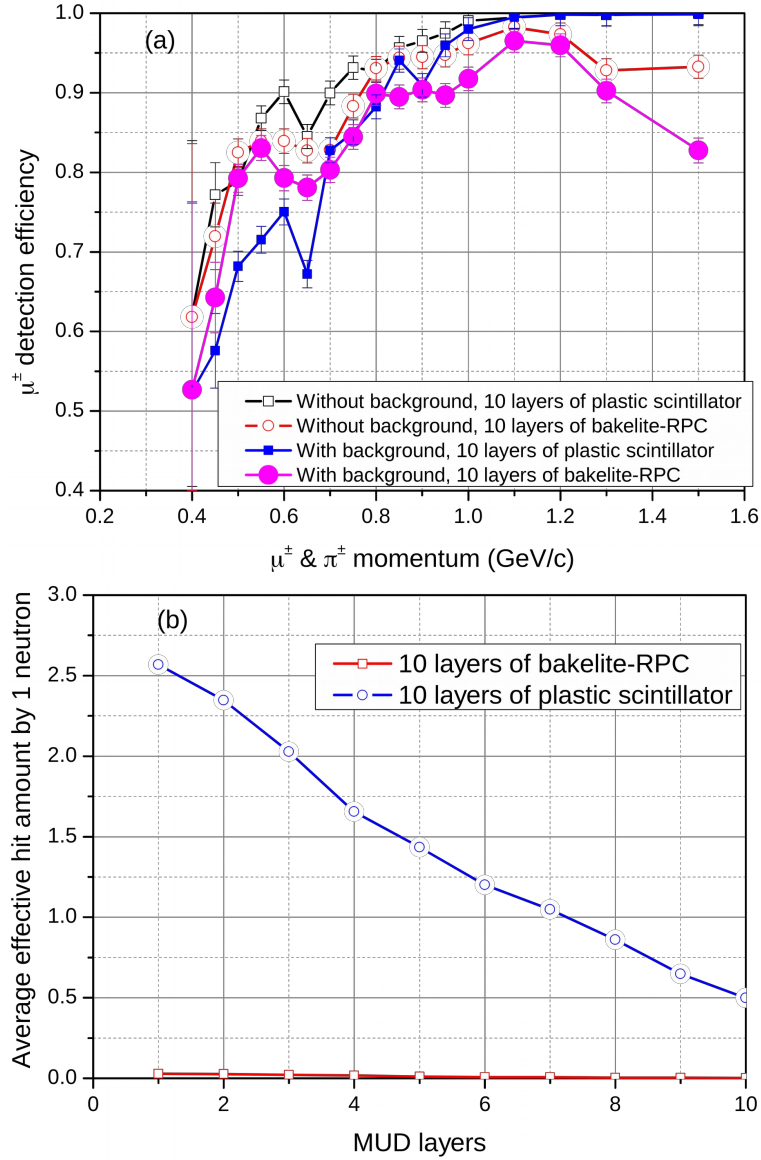 (a)
1.0
0.9
0.8
0.7
0.6
0.5
0.4
μ± detection efficiency
Without background, 10 layers of plastic scintillator
Without background, 10 layers of bakelite-RPC
With background, 10 layers of plastic scintillator
With background, 10 layers of bakelite-RPC
0.2 0.4 0.6 0.8 1.0 1.2 1.4 1.6
μ± & π± momentum (GeV/c)
(b)
3.0
2.5
2.0
1.5
1.0
0.5
0.0
Average effective hit amount by 1 neutron
10 layers of bakelite-RPC
10 layers of plastic scintillator
0 2 4 6 8 10
MUD layers